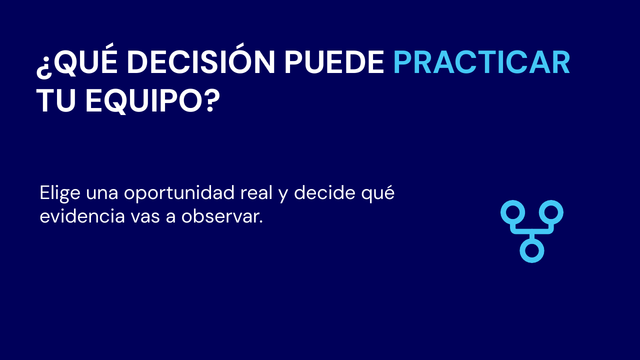 ¿QUÉ DECISIÓN PUEDE PRACTICAR
TU EQUIPO?
Elige una oportunidad real y decide qué
evidencia vas a observar.